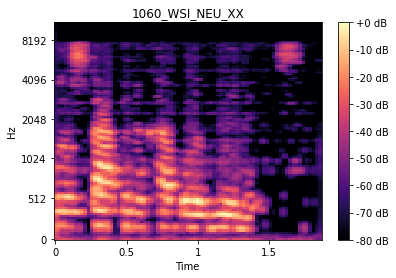 1060_WSI_NEU_XX
+0 dB
8192
-10 dB
4096
-20 dB
-30 dB
2048
-40 dB
Hz
1024
-50 dB
512
-60 dB
-70 dB
0
-80 dB
0
0.5
1
1.5
Time